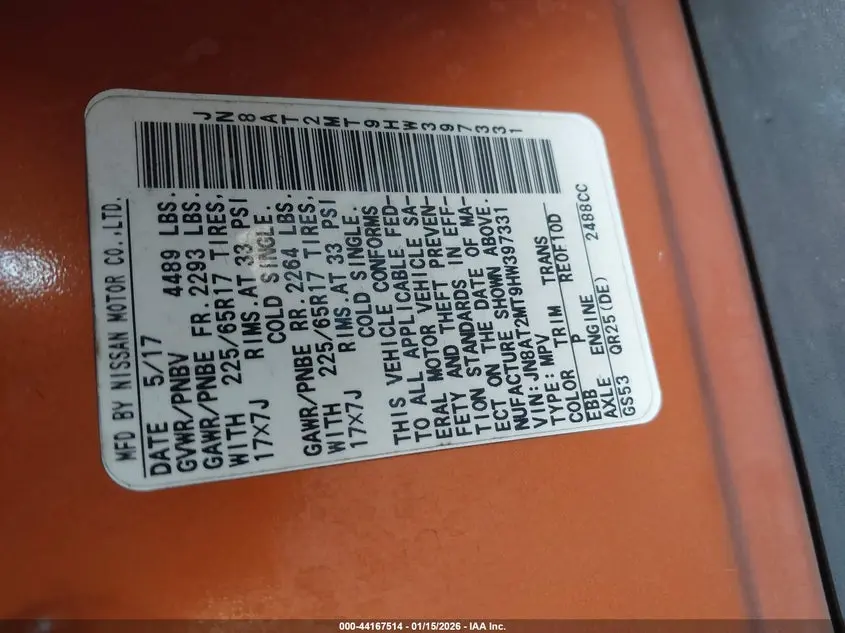 JN8AT2MT9HW397331
MFD BY NISSAN MOTOR CO.,LTD.
DATE 5/17
GVWR/PNBV 4489 LBS.
GAWR/PNBE FR. 2293 LBS.
WITH 225/65R17 TIRES,
17X7J RIMS.AT 33 PSI
COLD SINGLE.
GAWR/PNBE RR. 2264 LBS.
WITH 225/65R17 TIRES,
17X7J RIMS.AT 33 PSI
COLD SINGLE.
THIS VEHICLE CONFORMS
TO ALL APPLICABLE FED-
ERAL MOTOR VEHICLE SA-
FETY AND THEFT PREVEN-
TION STANDARDS IN EFF-
ECT ON THE DATE OF MA-
NUFACTURE SHOWN ABOVE.
VIN: JN8AT2MT9HW397331
TYPE: MPV
COLOR TRIM TRANS
EBB P RE0F10D
AXLE ENGINE
GS53 QR25(DE) 2488CC
000-44167514 - 01/15/2026 - IAA Inc.